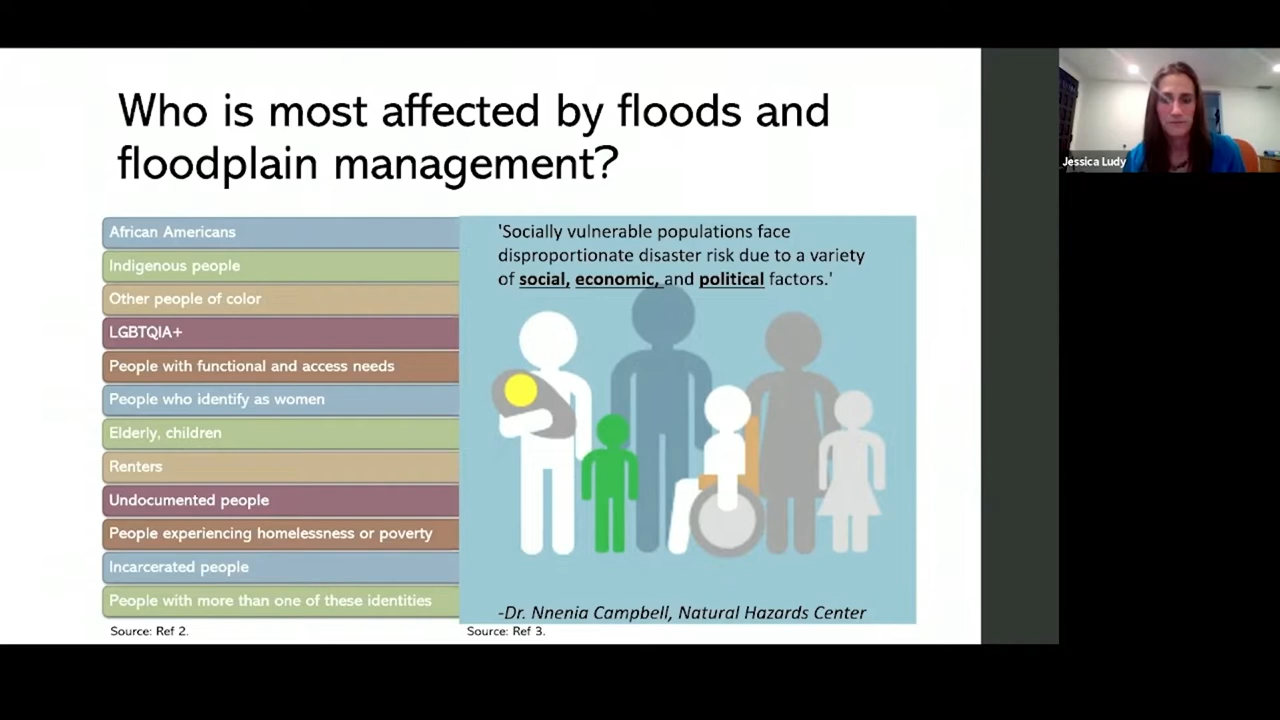 Who is most affected by floods and
floodplain management?
African Americans
Indigenous people
Other people of color
LGBTQIA+
People with functional and access needs
People who identify as women
Elderly, children
Renters
Undocumented people
People experiencing homelessness or poverty
Incarcerated people
People with more than one of these identities
Source: Ref 2.
'Socially vulnerable populations face
disproportionate disaster risk due to a variety
of social, economic, and political factors.'
-Dr. Nnenia Campbell, Natural Hazards Center
Source: Ref 3.
Jessica Ludy